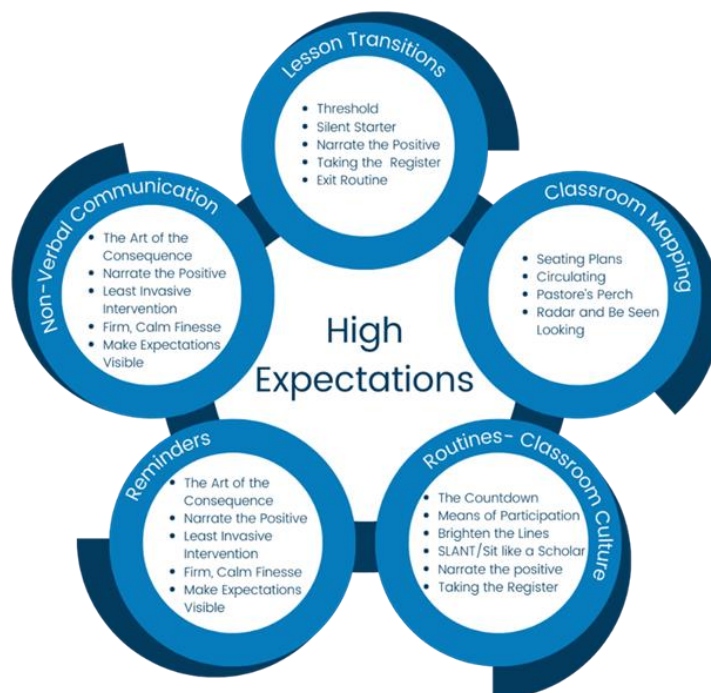 Lesson Transitions
• Threshold
• Silent Starter
• Narrate the Positive
• Taking the Register
• Exit Routine
Classroom Mapping
• Seating Plans
• Circulating
• Pastore's Perch
• Radar and Be Seen
Looking
Routines- Classroom Culture
• The Countdown
• Means of Participation
• Brighten the Lines
• SLANT/Sit like a Scholar
• Narrate the positive
• Taking the Register
Reminders
• The Art of the
Consequence
• Narrate the Positive
• Least Invasive
Intervention
• Firm, Calm Finesse
• Make Expectations
Visible
Non-Verbal Communication
• The Art of the
Consequence
• Narrate the Positive
• Least Invasive
Intervention
• Firm, Calm Finesse
• Make Expectations
Visible
High
Expectations